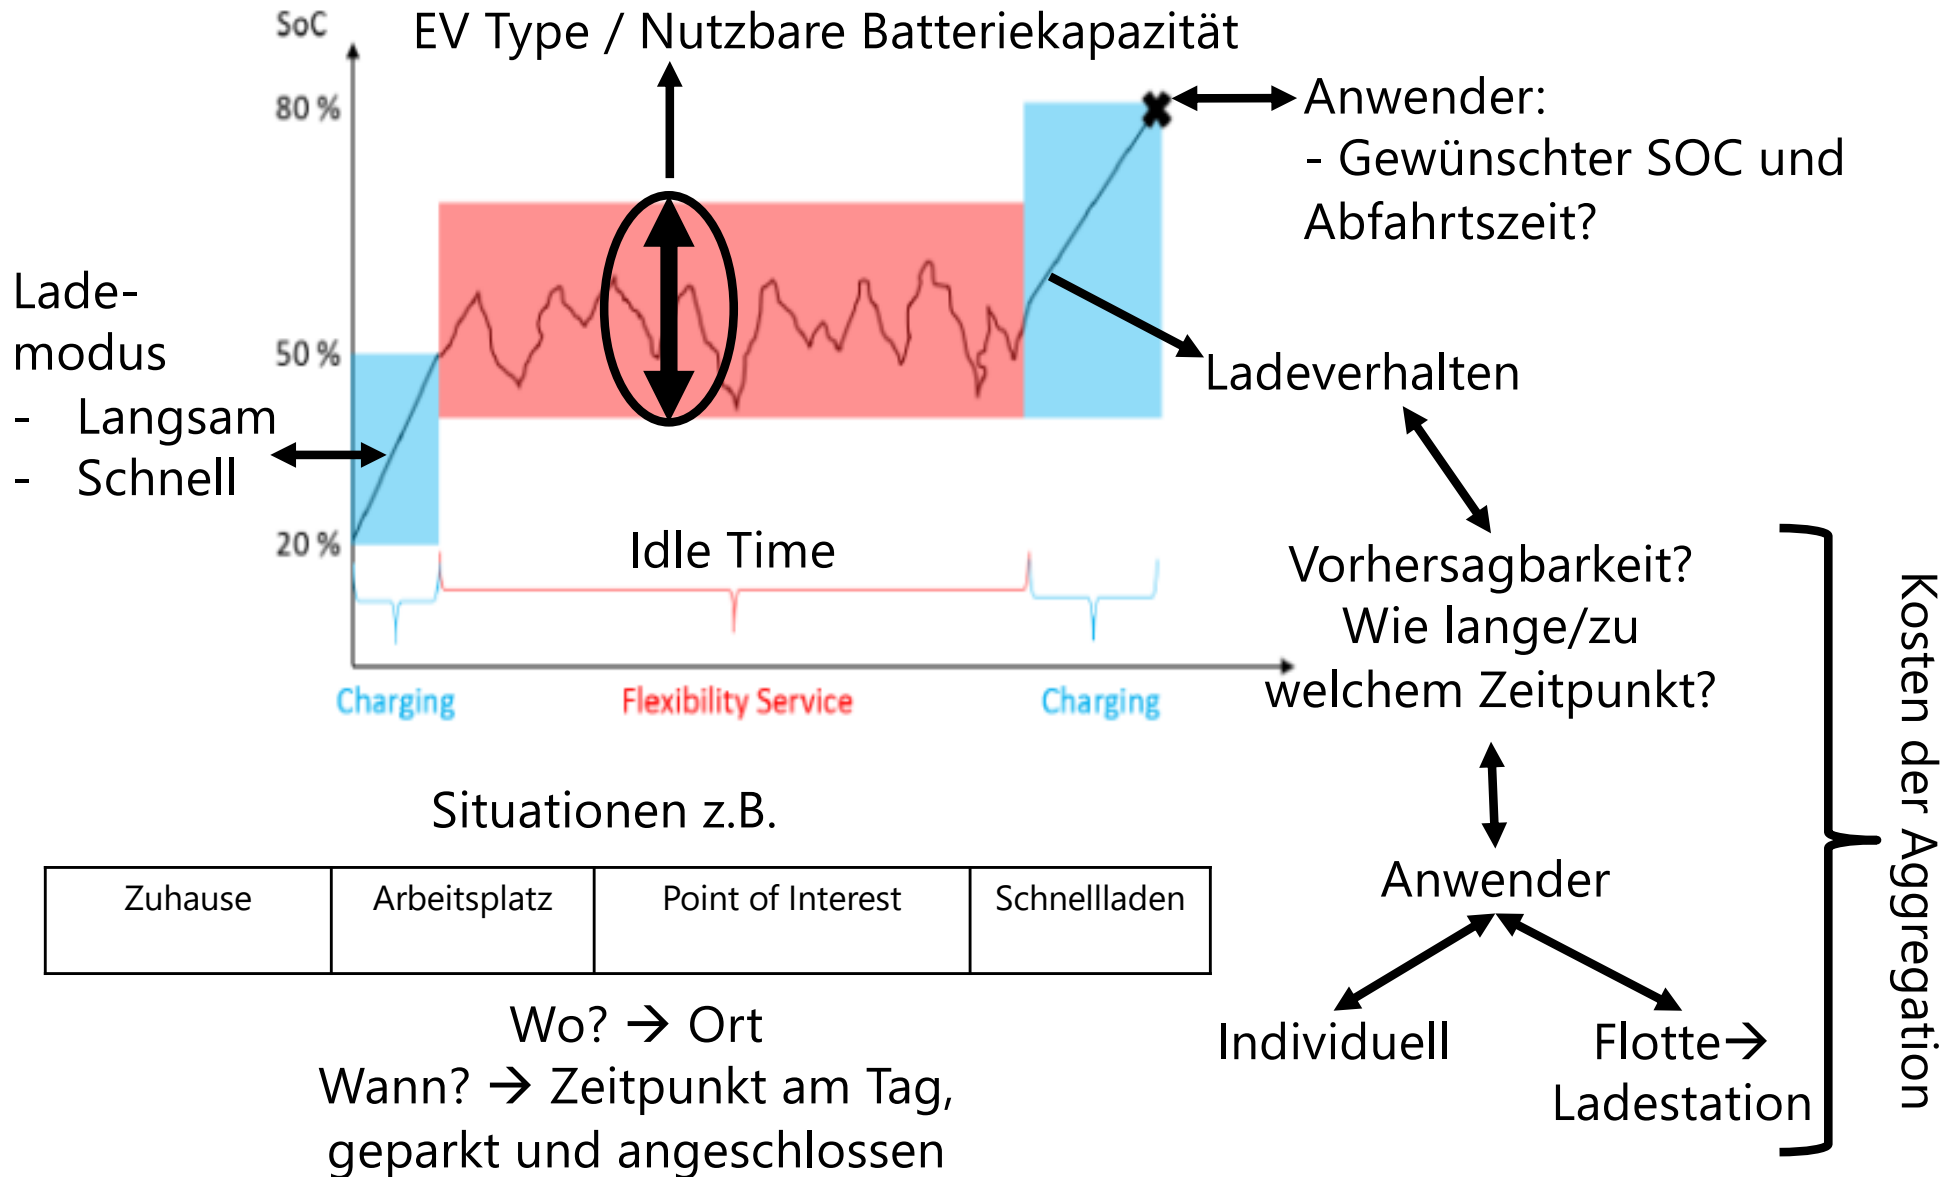 SoC
EV Type / Nutzbare Batteriekapazität
80 %
Anwender:
- Gewünschter SOC und
Abfahrtszeit?
Lade-
modus
- Langsam
- Schnell
50 %
Ladeverhalten
20 %
Idle Time
Vorhersagbarkeit?
Wie lange/zu
welchem Zeitpunkt?
Charging
Flexibility Service
Charging
Kosten der Aggregation
Situationen z.B.
Zuhause
Arbeitsplatz
Point of Interest
Schnellladen
Anwender
Wo? → Ort
Wann? → Zeitpunkt am Tag,
geparkt und angeschlossen
Individuell
Flotte→
Ladestation